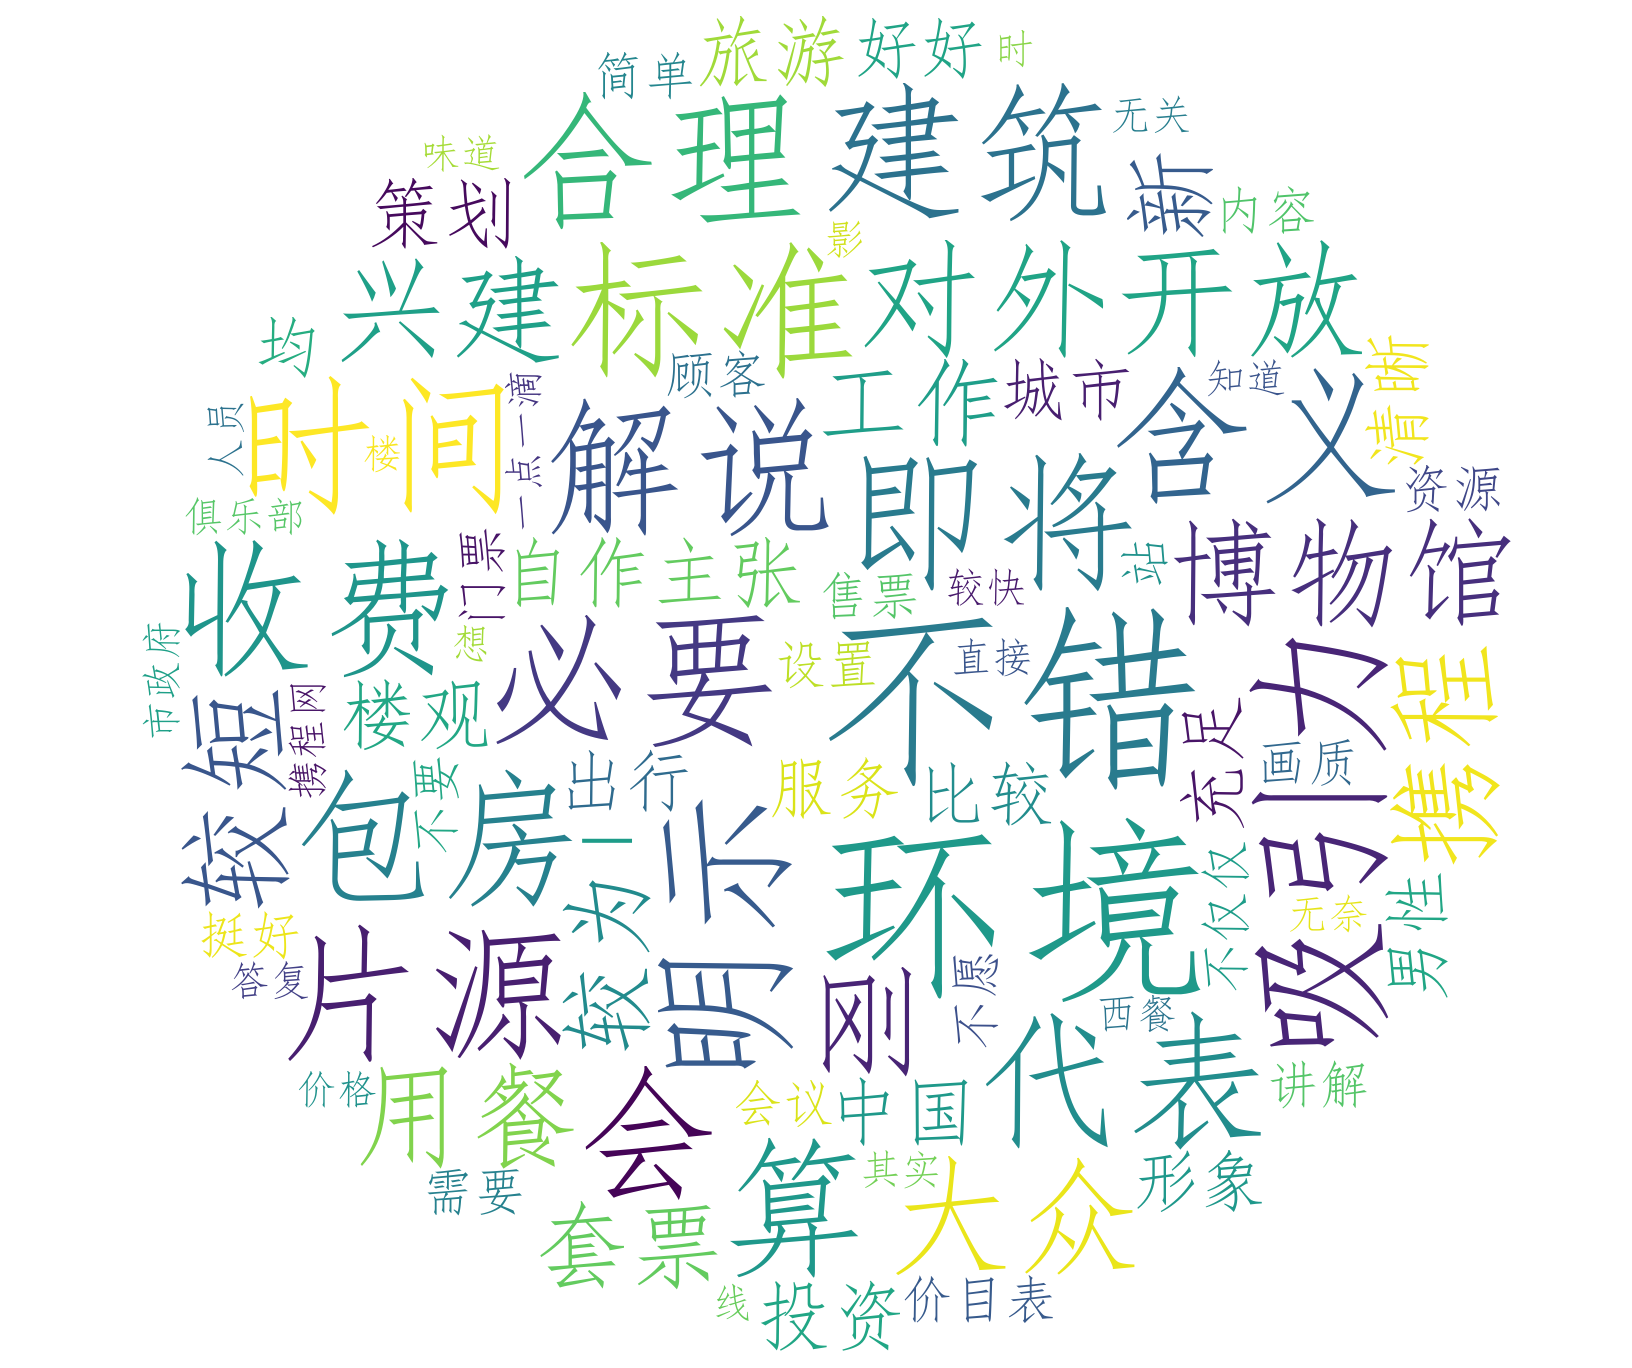 旅游
好好
时
简单
合理
建筑
无关
味道
策划
新
内容
影
兴建
标准
对外开放
均
清晰
时间
顾客
工作
城市
知道
含义
人员
楼
一点一滴
解说
即将
资源
俱乐部
收费
门票
自作主张
售票
较快
站
博物馆
市政府
想
必要
不错
设置
直接
吸引力
携程
较短
携程网
楼观
充足
画质
包房
不要
出行
一
服务
比较
明示
环境
较为
不仅仅
无奈
男性
挺好
答复
片源
刚
不愿
西餐
价格
用餐
会
会议
中国
代表
讲解
需要
算
其实
大众
形象
套票
线
投资
价目表